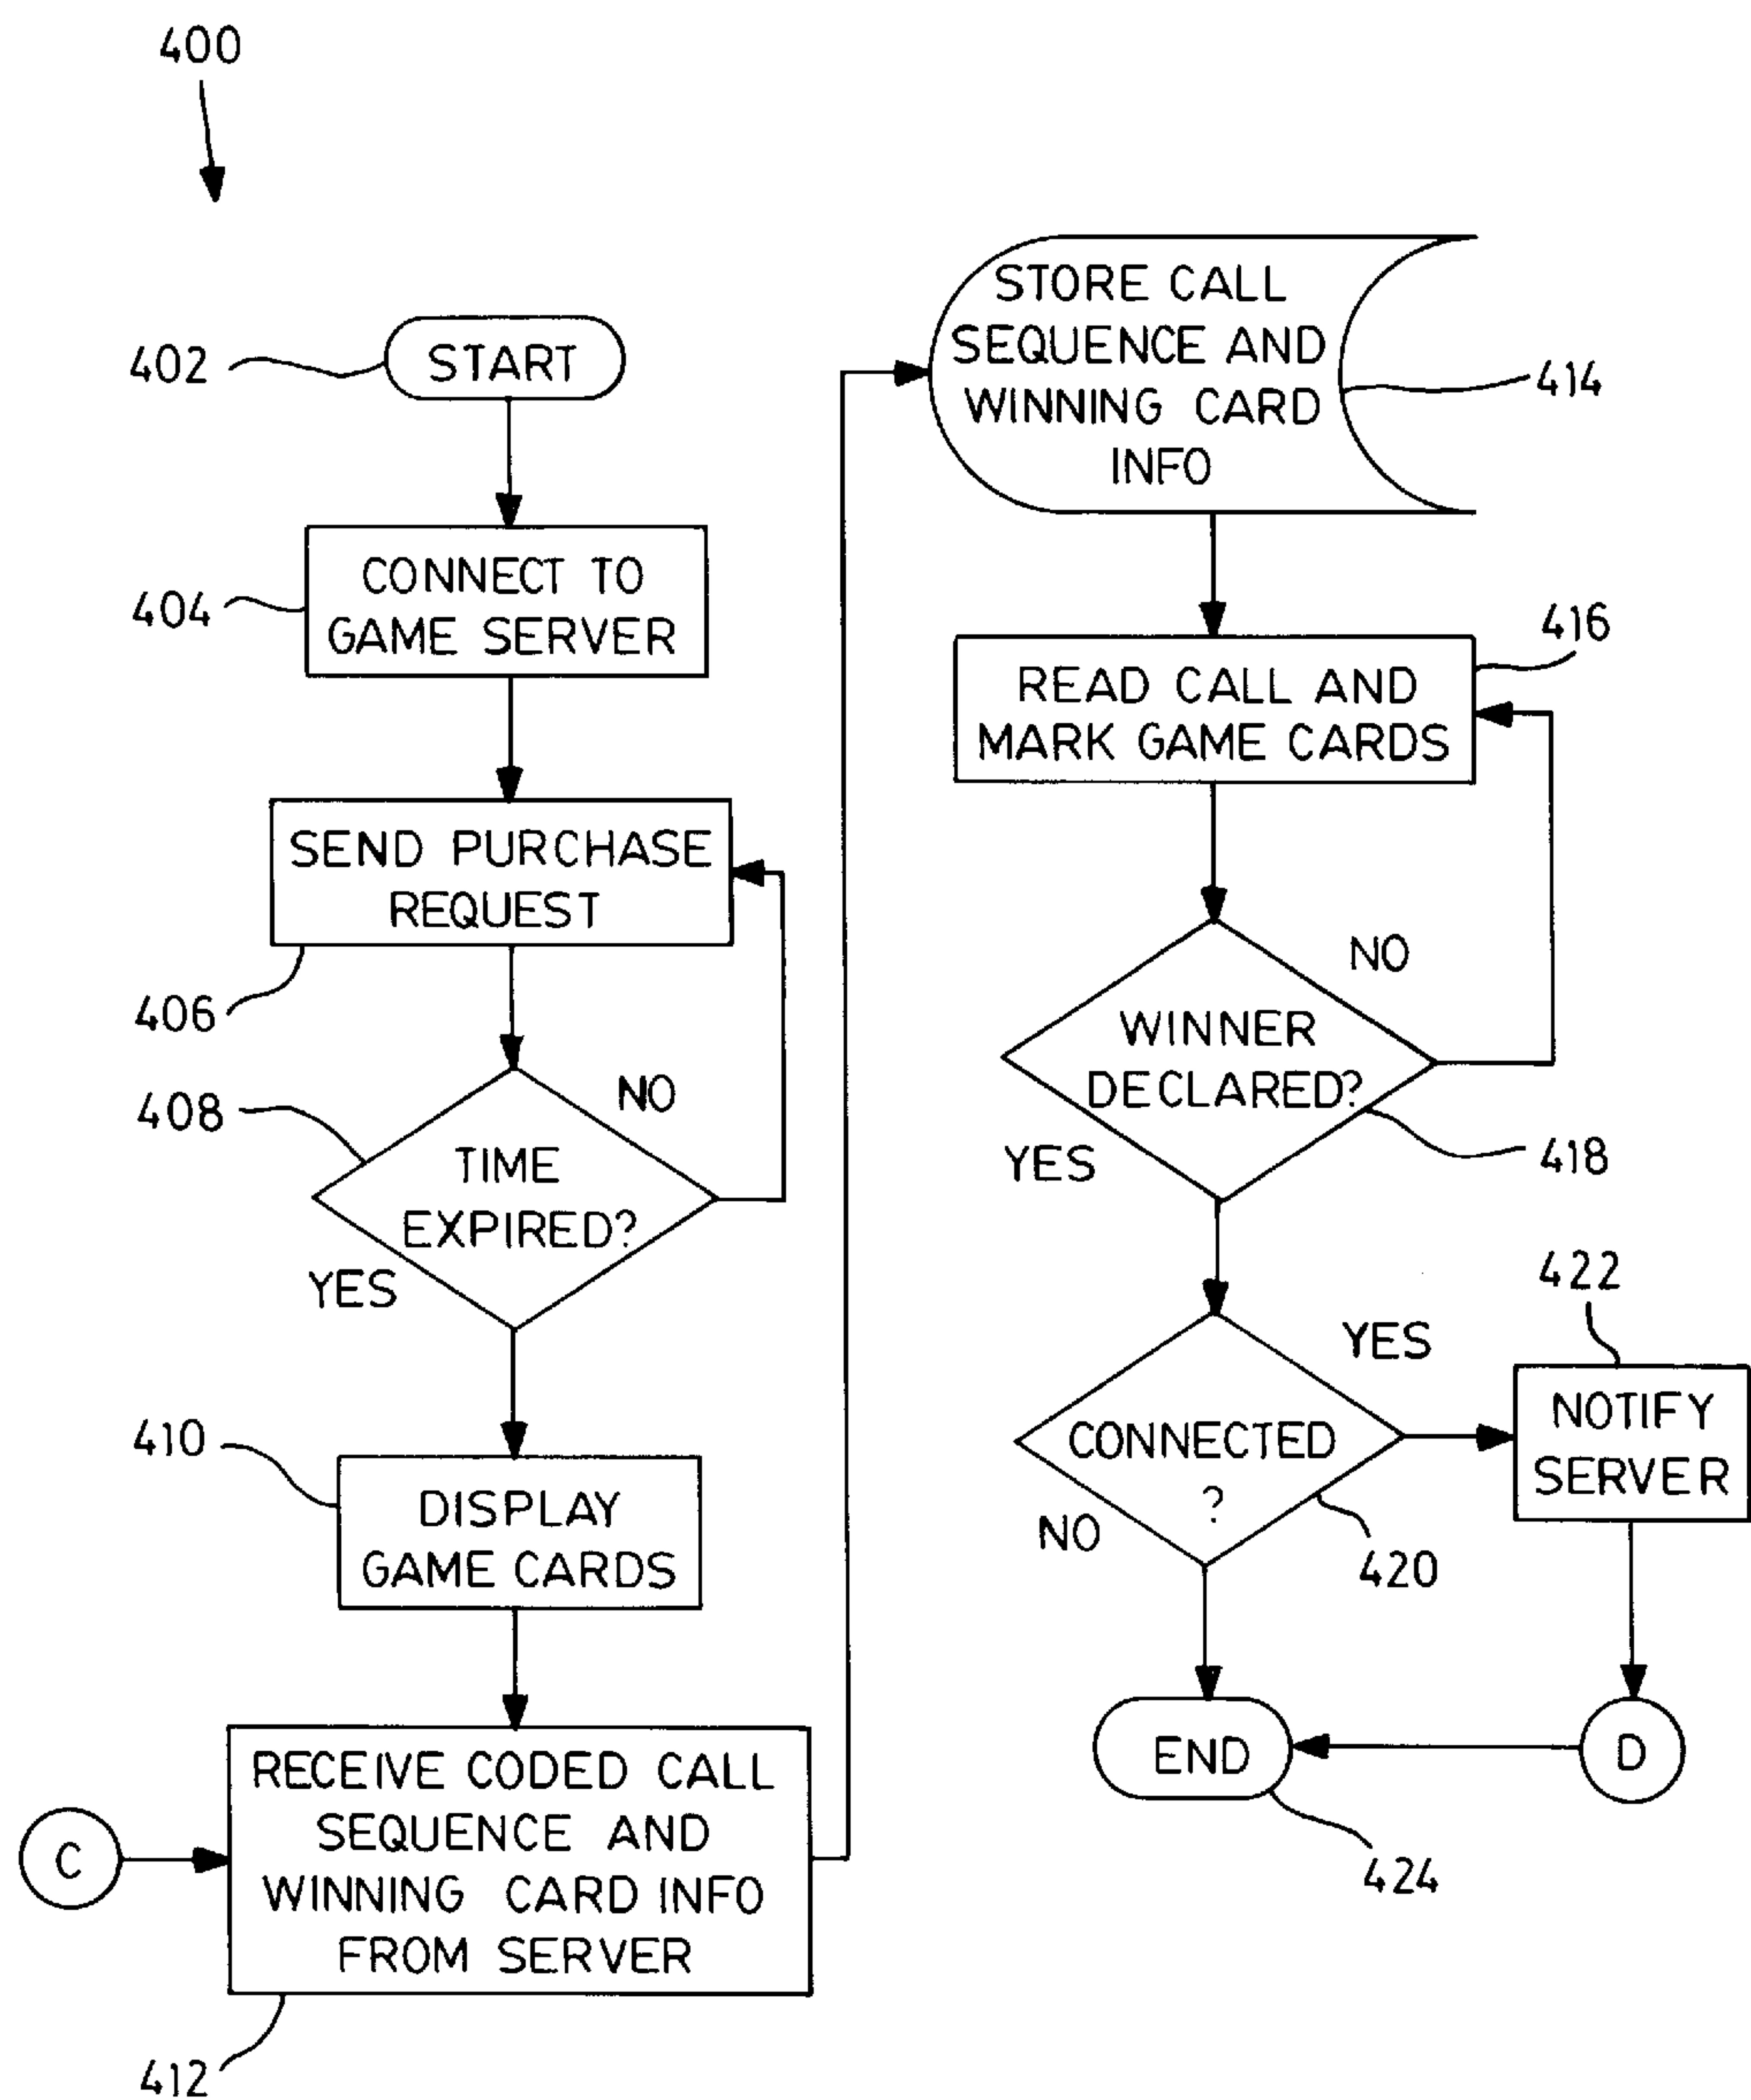 400
402
START
404
CONNECT TO
GAME SERVER
SEND PURCHASE
REQUEST
406
408
NO
TIME
EXPIRED?
YES
410
DISPLAY
GAME CARDS
C
RECEIVE CODED CALL
SEQUENCE AND
WINNING CARD INFO
FROM SERVER
412
STORE CALL
SEQUENCE AND
WINNING CARD
INFO
414
416
READ CALL AND
MARK GAME CARDS
NO
WINNER
DECLARED?
YES
418
422
YES
CONNECTED
?
NO
420
NOTIFY
SERVER
END
D
424